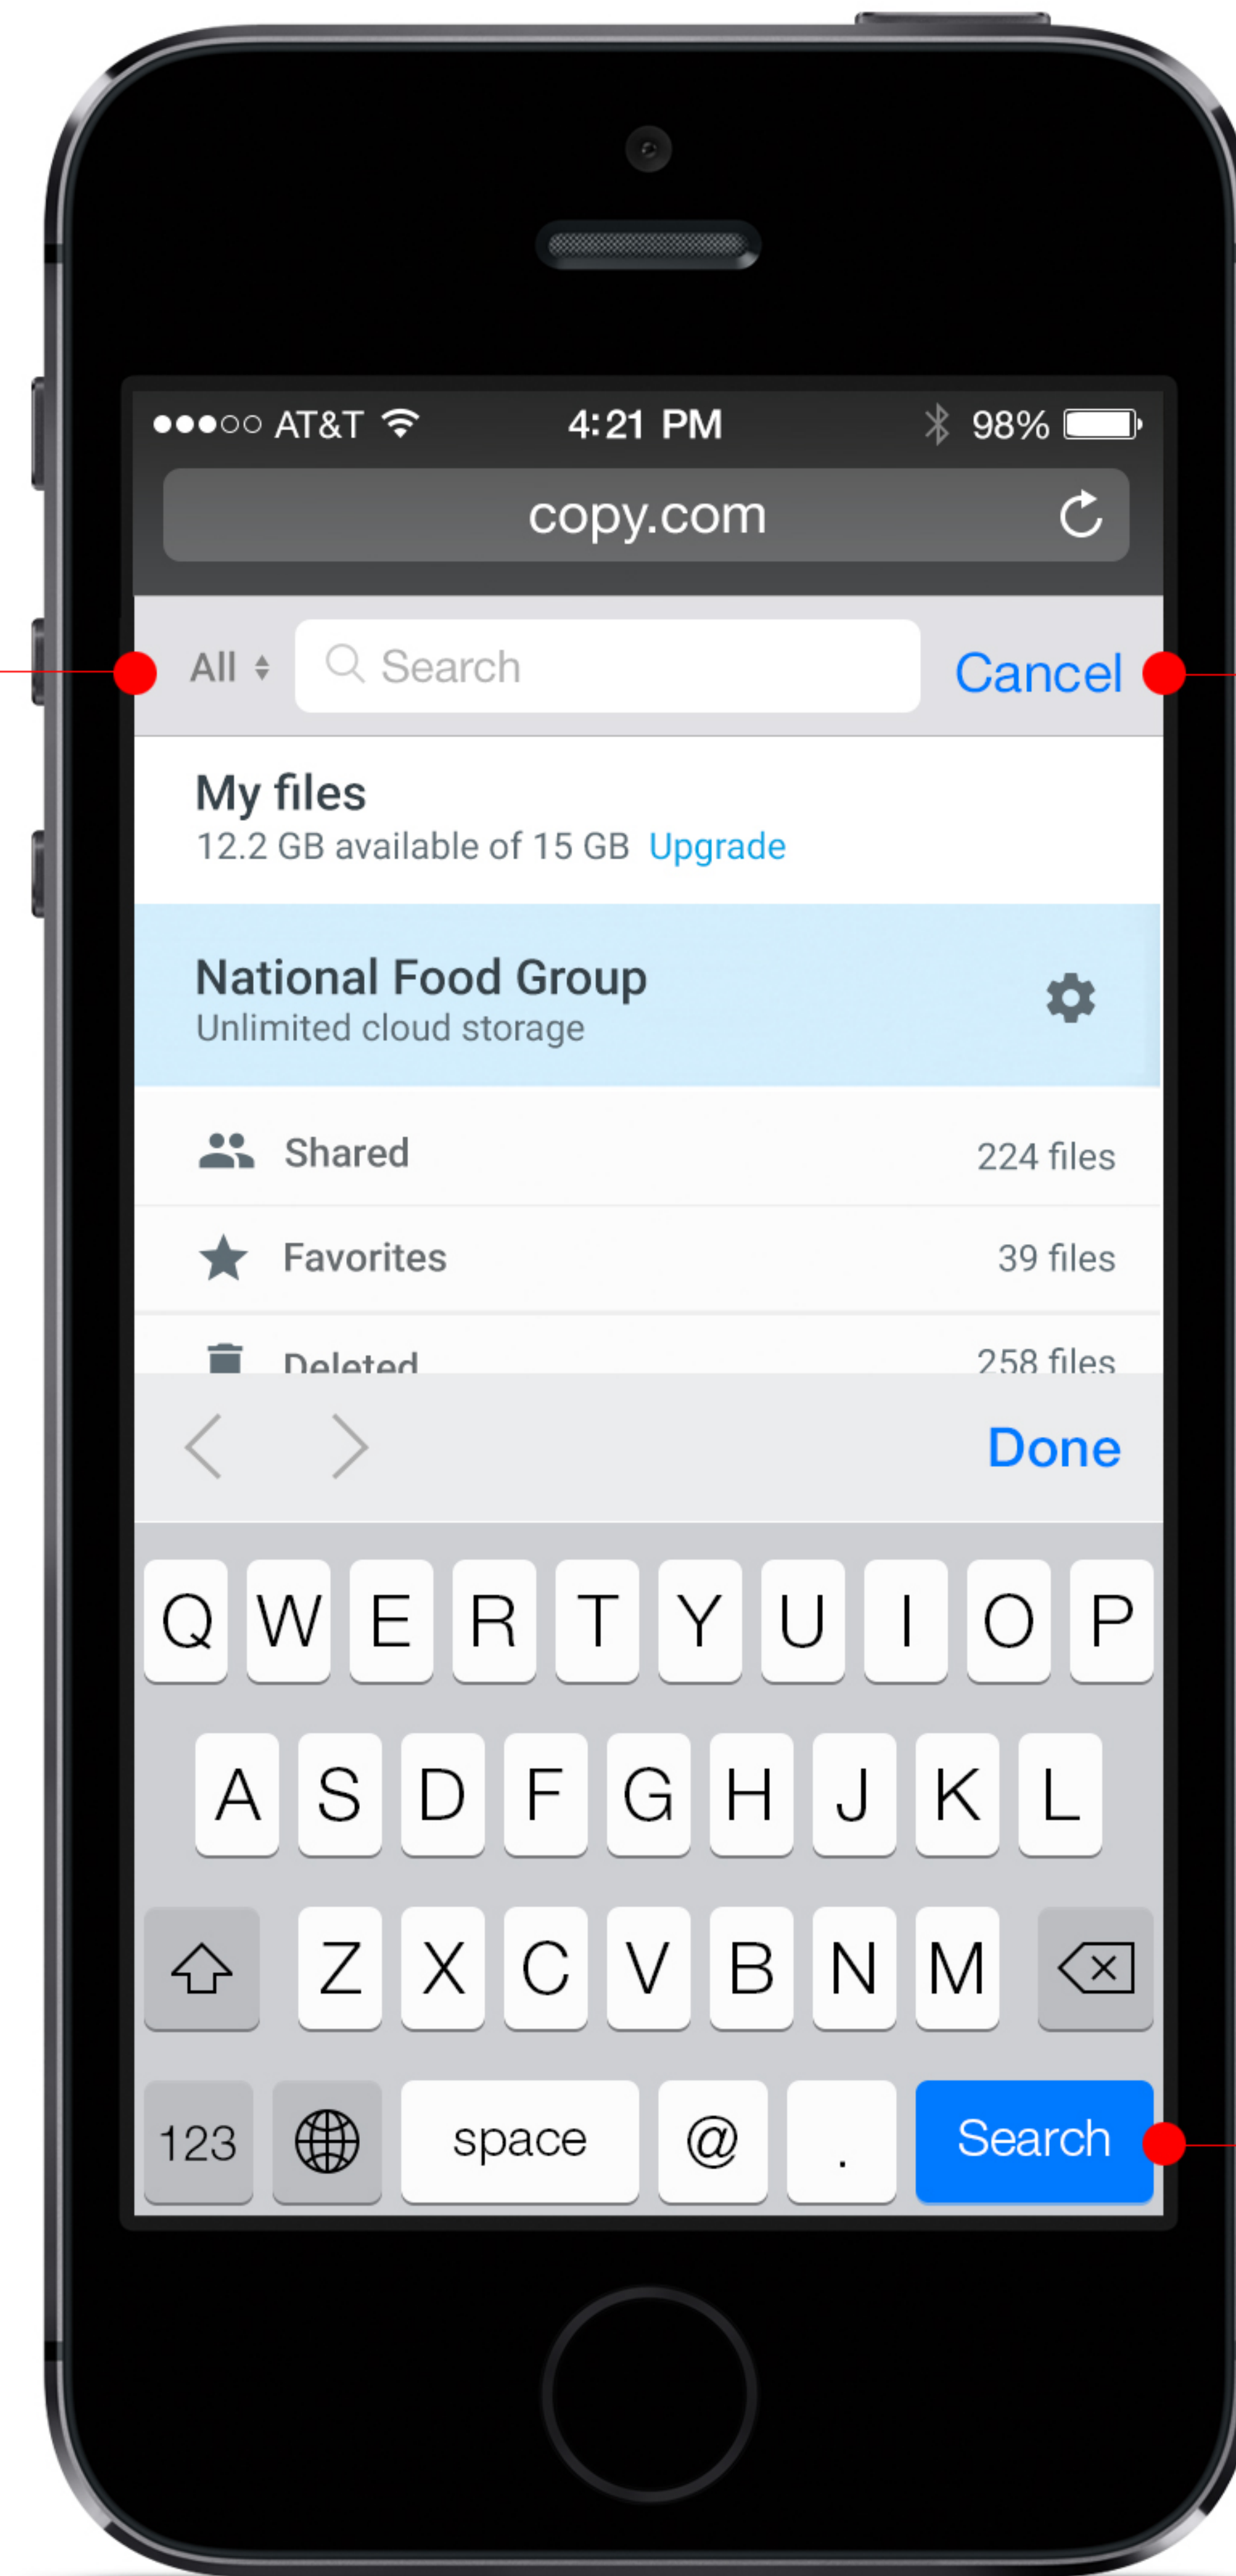 AT&T 4:21 PM 98%
copy.com
All Search Cancel
My files
12.2 GB available of 15 GB Upgrade
National Food Group
Unlimited cloud storage
Shared 224 files
Favorites 39 files
Deleted 258 files
Done
Q W E R T Y U I O P
A S D F G H J K L
Z X C V B N M
123 space @ . Search